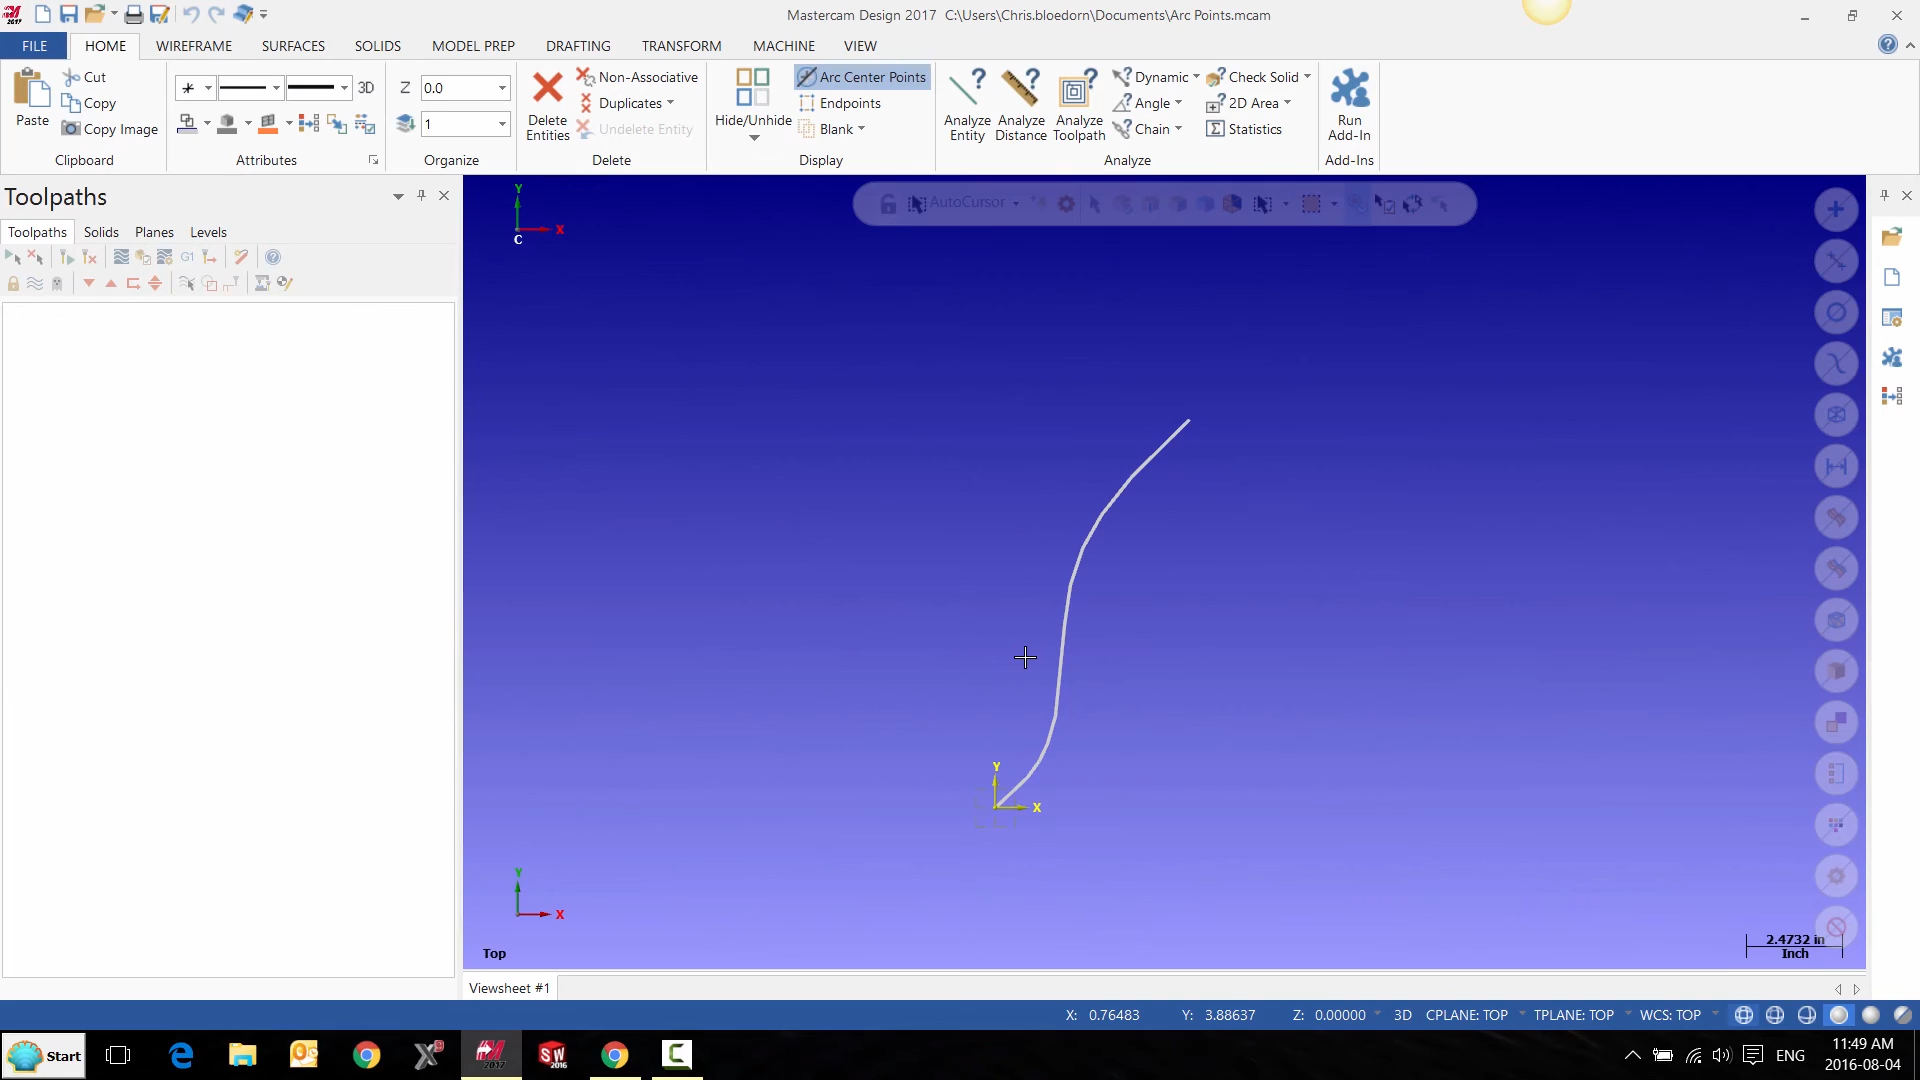 Mastercam Design 2017 C:\Users\Chris.bloedorn\Documents\Arc Points.mcam
FILE HOME WIREFRAME SURFACES SOLIDS MODEL PREP DRAFTING TRANSFORM MACHINE VIEW
Paste
Cut
Copy
Copy Image
Clipboard
3D
Attributes
Z 0.0
1
Organize
Delete
Entities
Non-Associative
Duplicates
Undelete Entity
Delete
Hide/Unhide
Arc Center Points
Endpoints
Blank
Display
Analyze
Entity
Analyze
Distance
Analyze
Toolpath
Dynamic
Angle
Chain
Check Solid
2D Area
Statistics
Analyze
Run
Add-In
Add-Ins
Toolpaths
Toolpaths Solids Planes Levels
G1
AutoCursor
Y
X
C
Y
X
Y
X
Top
2.4732 in
Inch
Viewsheet #1
X: 0.76483 Y: 3.88637 Z: 0.00000 3D CPLANE: TOP TPLANE: TOP WCS: TOP
Start
2017
SW
2016
ENG
11:49 AM
2016-08-04